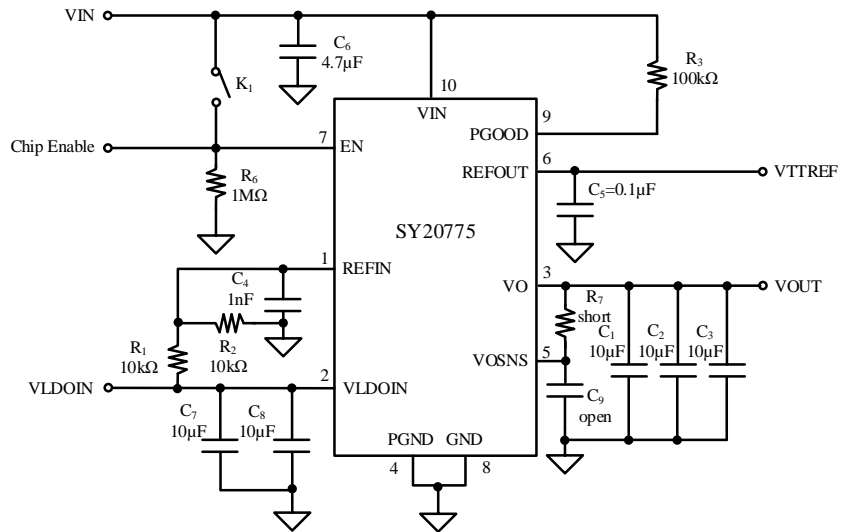 VIN
C6
4.7µF
R3
100kΩ
K1
10
VIN
9
PGOOD
Chip Enable
7
EN
6
REFOUT
VTTREF
R6
1MΩ
C5=0.1µF
SY20775
1
REFIN
C4
1nF
3
VO
VOUT
R7
short
R1
10kΩ
R2
10kΩ
C1
10µF
C2
10µF
C3
10µF
5
VOSNS
VLDOIN
2
VLDOIN
C9
open
C7
10µF
C8
10µF
PGND
GND
4
8